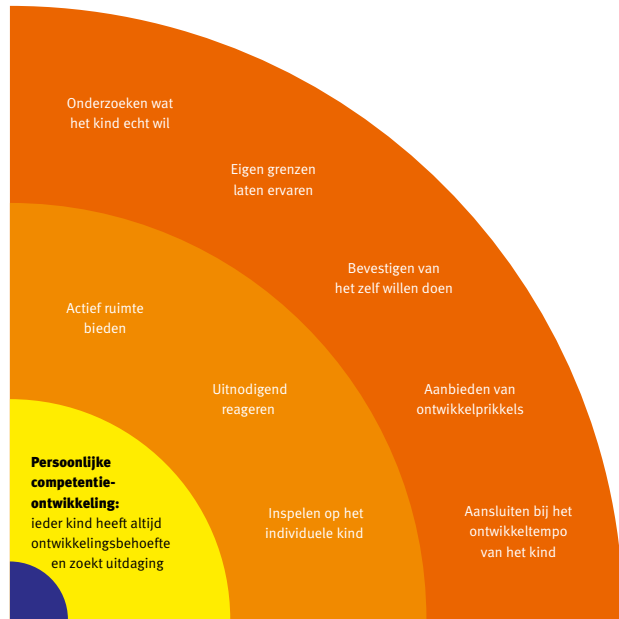 Onderzoeken wat
het kind echt wil
Eigen grenzen
laten ervaren
Bevestigen van
het zelf willen doen
Actief ruimte
bieden
Uitnodigend
reageren
Aanbieden van
ontwikkelprikkels
Persoonlijke
competentie-
ontwikkeling:
ieder kind heeft altijd
ontwikkelingsbehoefte
en zoekt uitdaging
Inspelen op het
individuele kind
Aansluiten bij het
ontwikkeltempo
van het kind